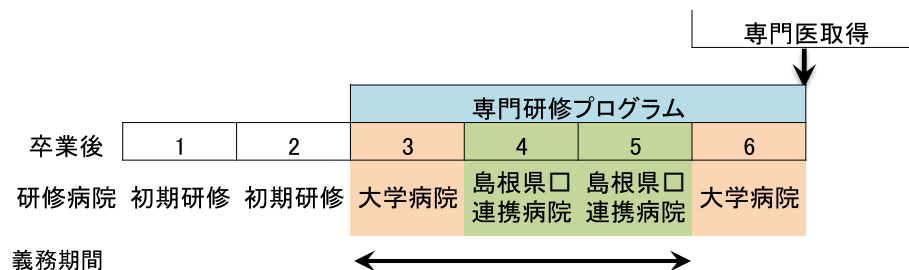 専門医取得
専門研修プログラム
卒業後 1 2 3 4 5 6
研修病院 初期研修 初期研修 大学病院 島根県口 島根県口 大学病院
連携病院 連携病院
義務期間